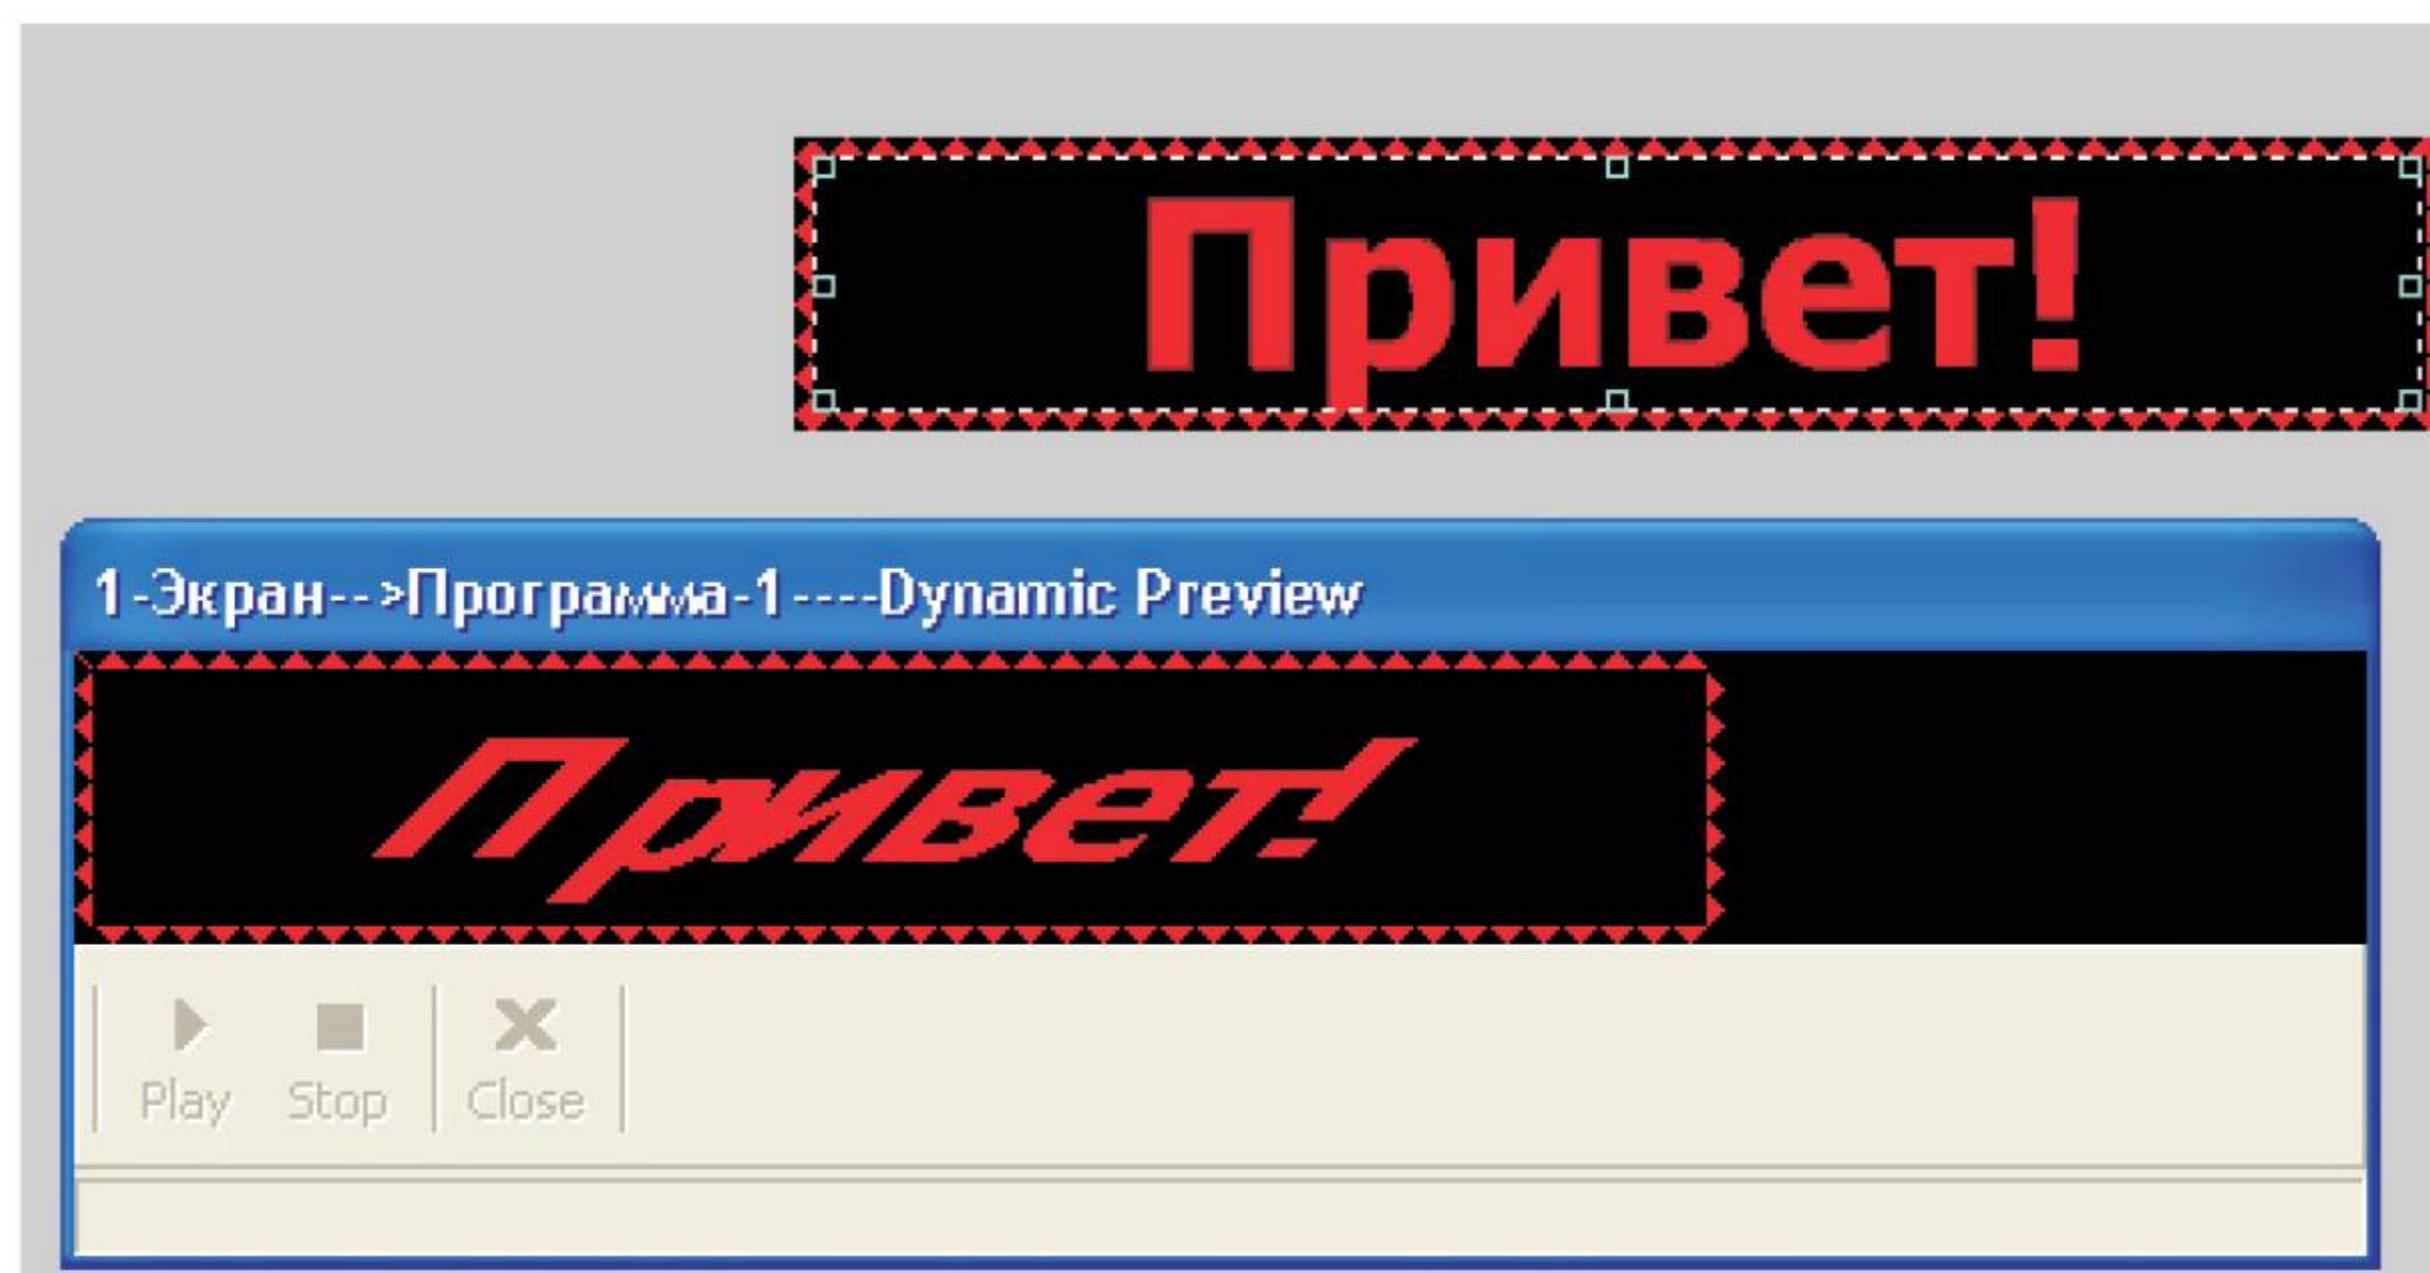 Привет!
1-Экран-->Программа-1----Dynamic Preview
Привет!
Play Stop Close